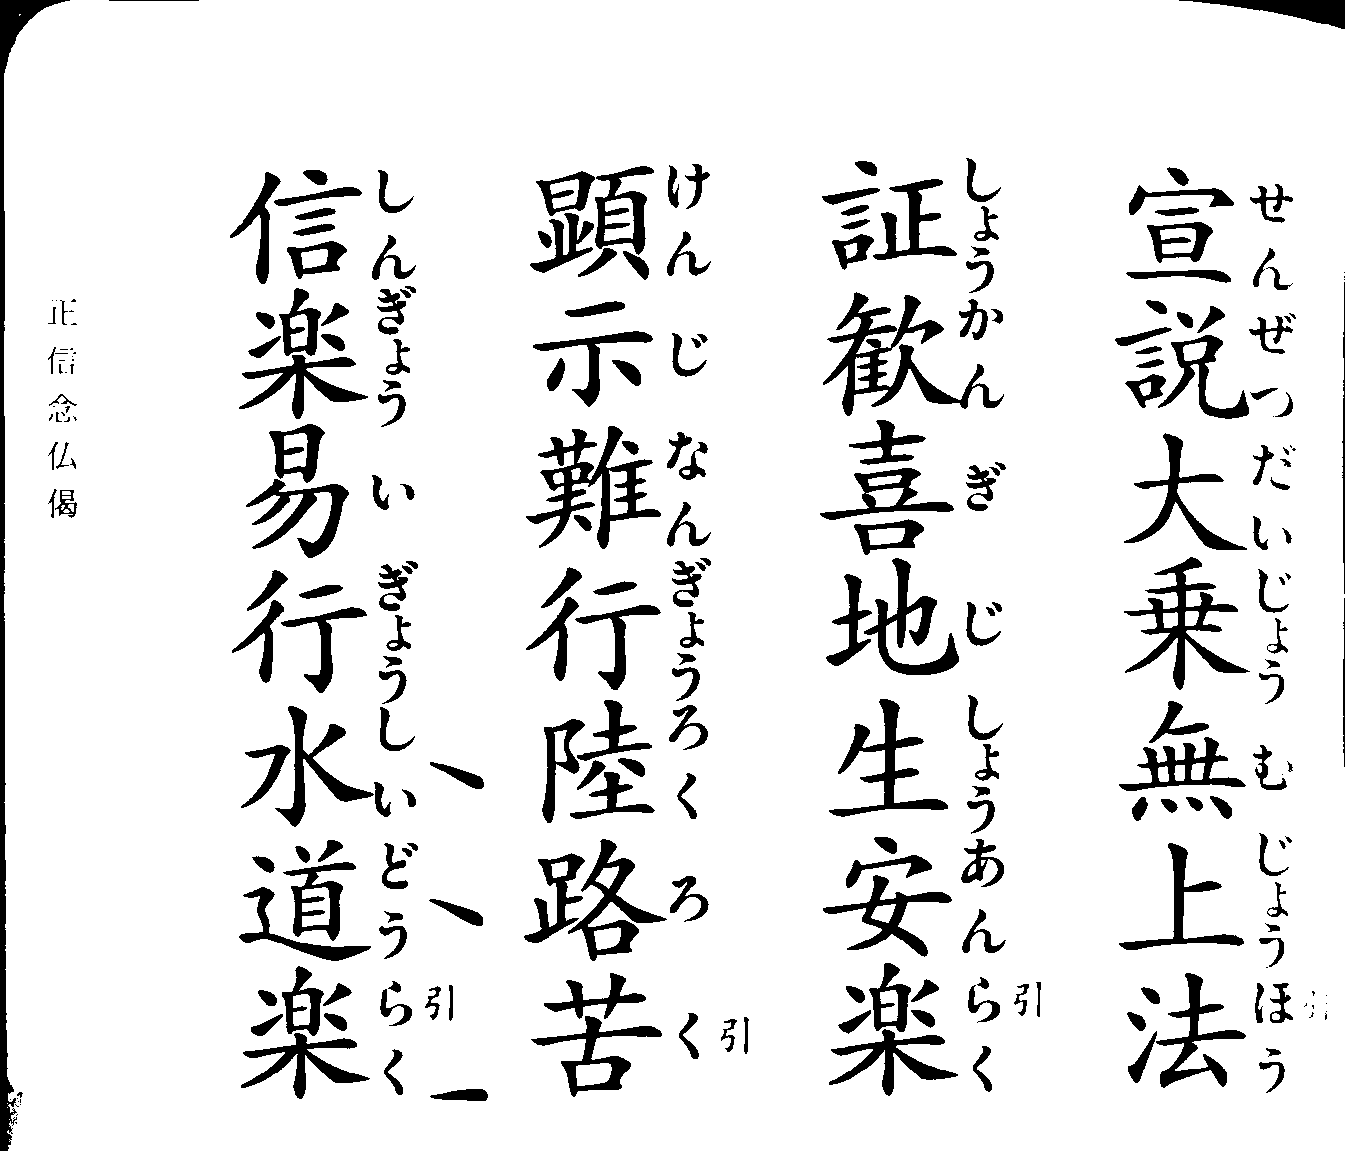 宣説大乗無上法
せんぜつだいじょうむじょうほう
引
証歓喜地生安楽
しょうかんぎじしょうあんらく
引
顕示難行陸路苦
けんじなんぎょうろくろく
引
信楽易行水道楽
しんぎょういぎょうしいどうらく
引
正信念仏偈